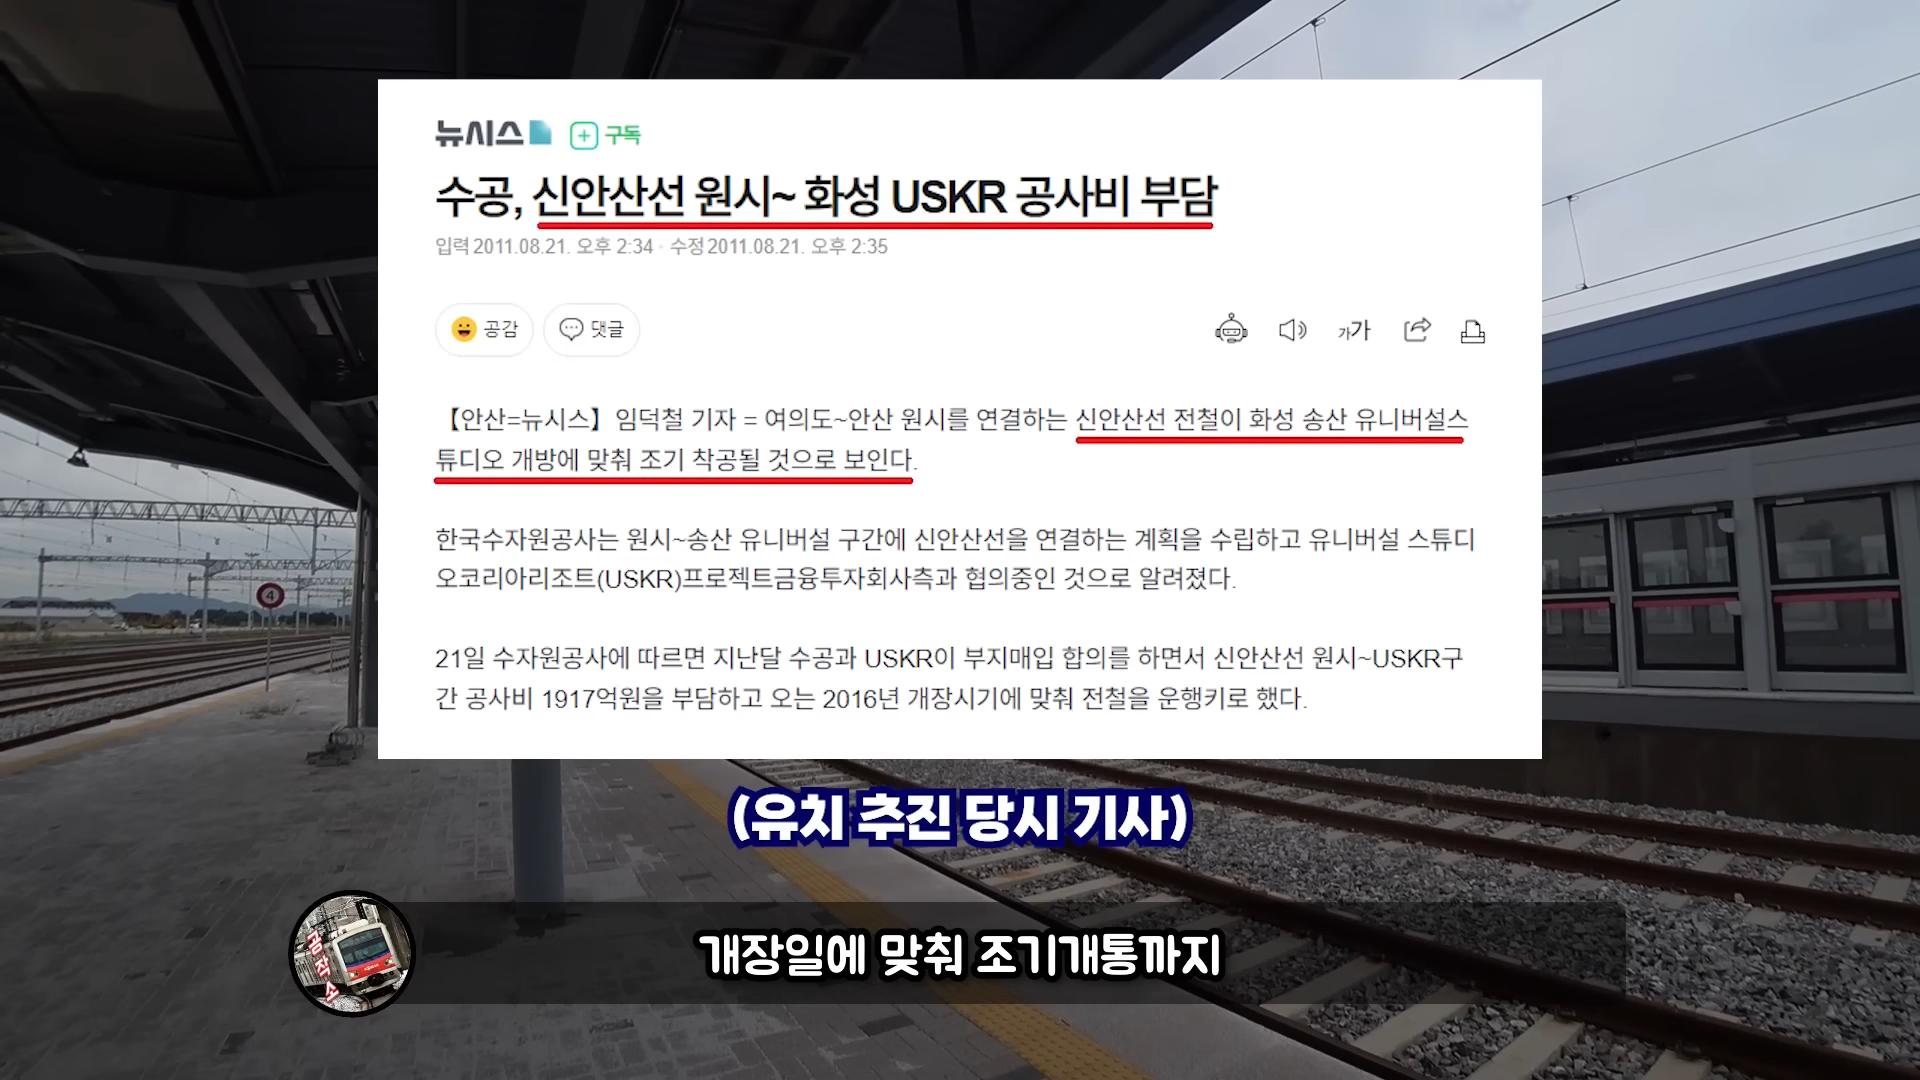 뉴시스 구독
수공, 신안산선 원시~ 화성 USKR 공사비 부담
입력 2011.08.21. 오후 2:34 · 수정 2011.08.21. 오후 2:35
공감 댓글
가가
【안산=뉴시스】임덕철 기자 = 여의도~안산 원시를 연결하는 신안산선 전철이 화성 송산 유니버설스
튜디오 개방에 맞춰 조기 착공될 것으로 보인다.
한국수자원공사는 원시~송산 유니버설 구간에 신안산선을 연결하는 계획을 수립하고 유니버설 스튜디
오코리아리조트(USKR)프로젝트금융투자회사측과 협의중인 것으로 알려졌다.
21일 수자원공사에 따르면 지난달 수공과 USKR이 부지매입 합의를 하면서 신안산선 원시~USKR구
간 공사비 1917억원을 부담하고 오는 2016년 개장시기에 맞춰 전철을 운행키로 했다.
4
(유치 추진 당시 기사)
공작소
개장일에 맞춰 조기개통까지